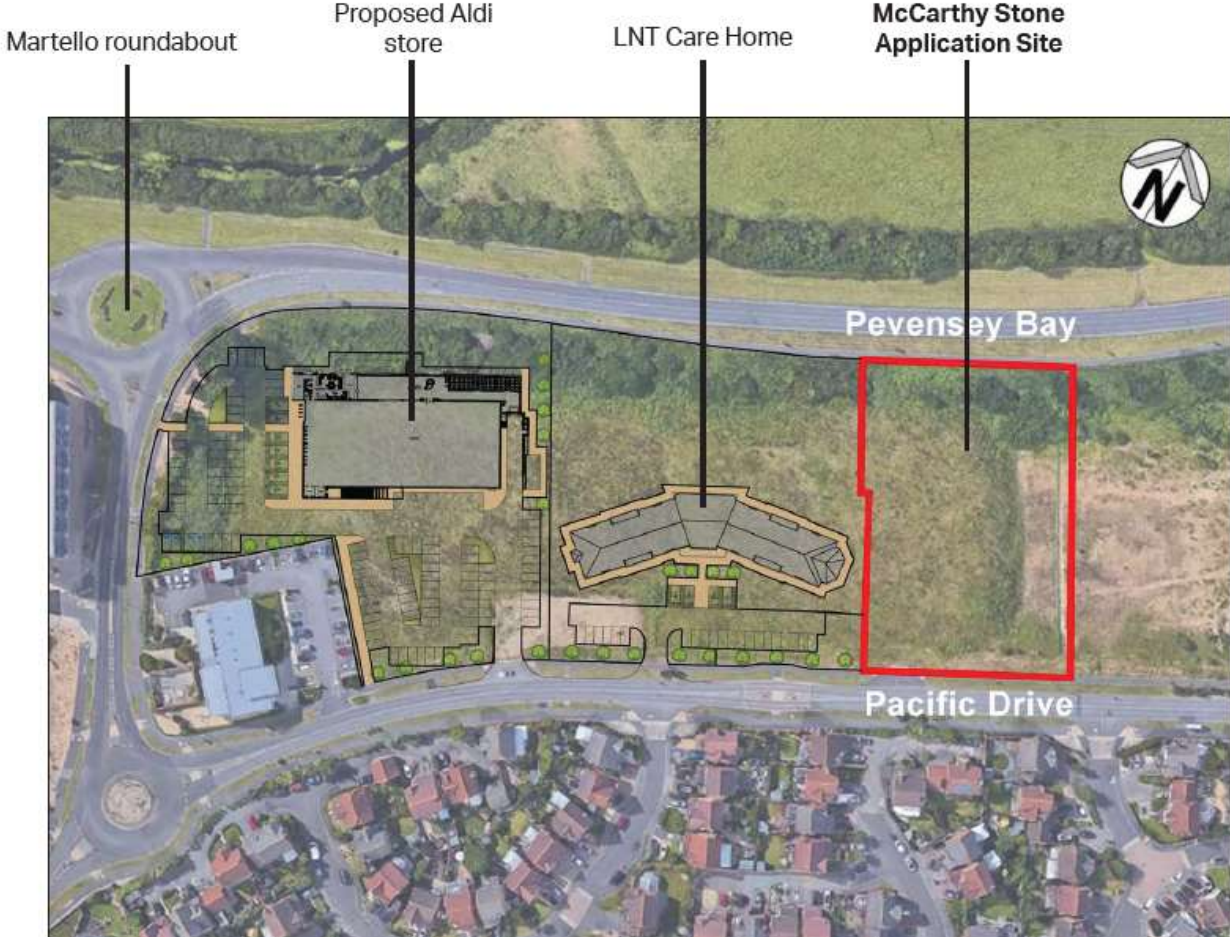 Martello roundabout
Proposed Aldi
store
LNT Care Home
McCarthy Stone
Application Site
N
Pevensey Bay
Pacific Drive